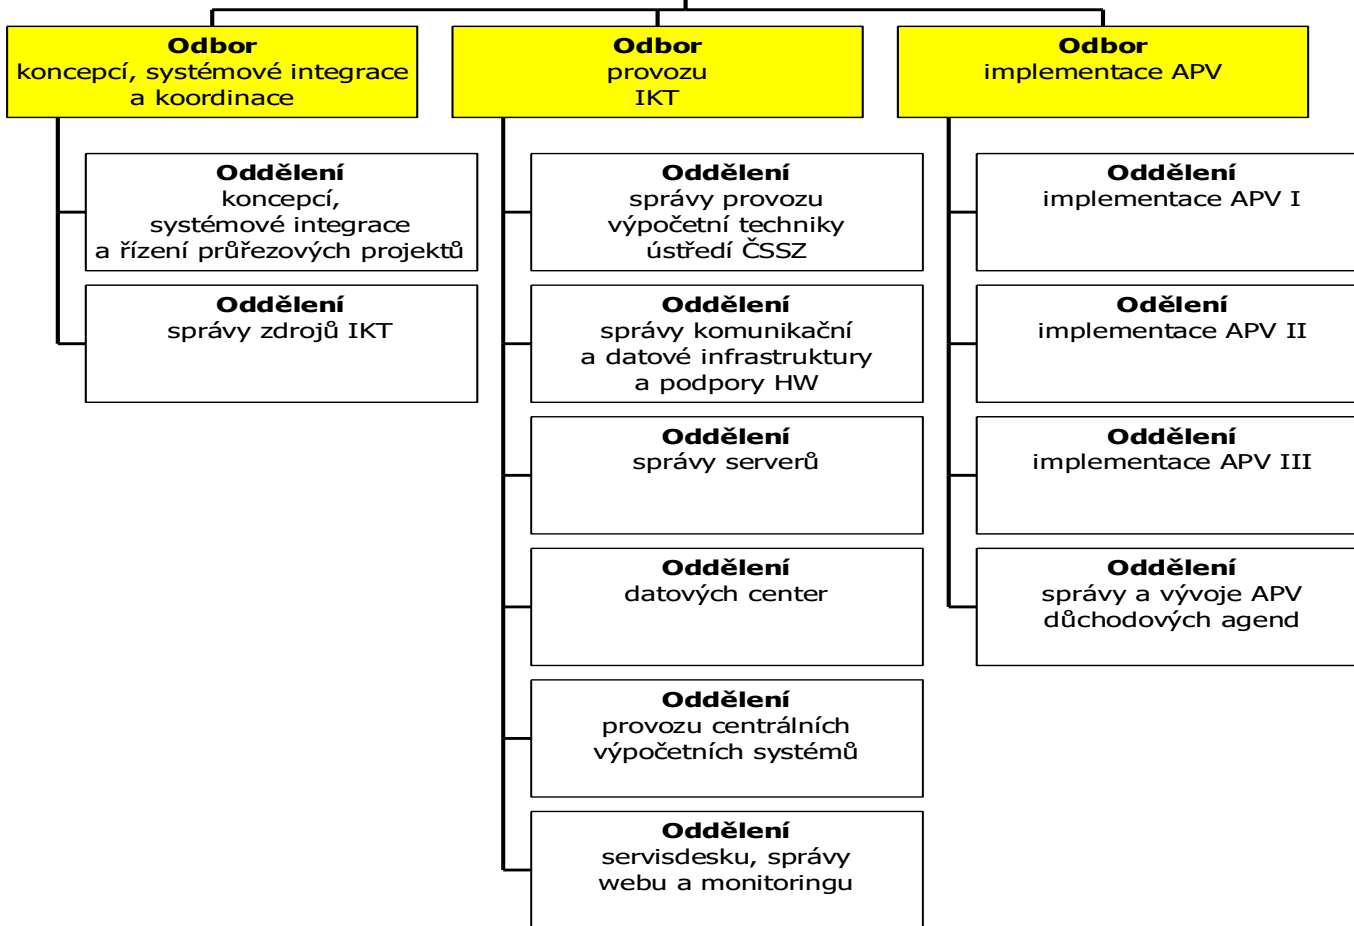 Odbor
koncepcí, systémové integrace
a koordinace
Odbor
provozu
IKT
Odbor
implementace APV
Oddělení
koncepcí,
systémové integrace
a řízení průřezových projektů
Oddělení
správy zdrojů IKT
Oddělení
správy provozu
výpočetní techniky
ústředí ČSSZ
Oddělení
správy komunikační
a datové infrastruktury
a podpory HW
Oddělení
správy serverů
Oddělení
datových center
Oddělení
provozu centrálních
výpočetních systémů
Oddělení
servisdesku, správy
webu a monitoringu
Oddělení
implementace APV I
Odělení
implementace APV II
Oddělení
implementace APV III
Oddělení
správy a vývoje APV
důchodových agend